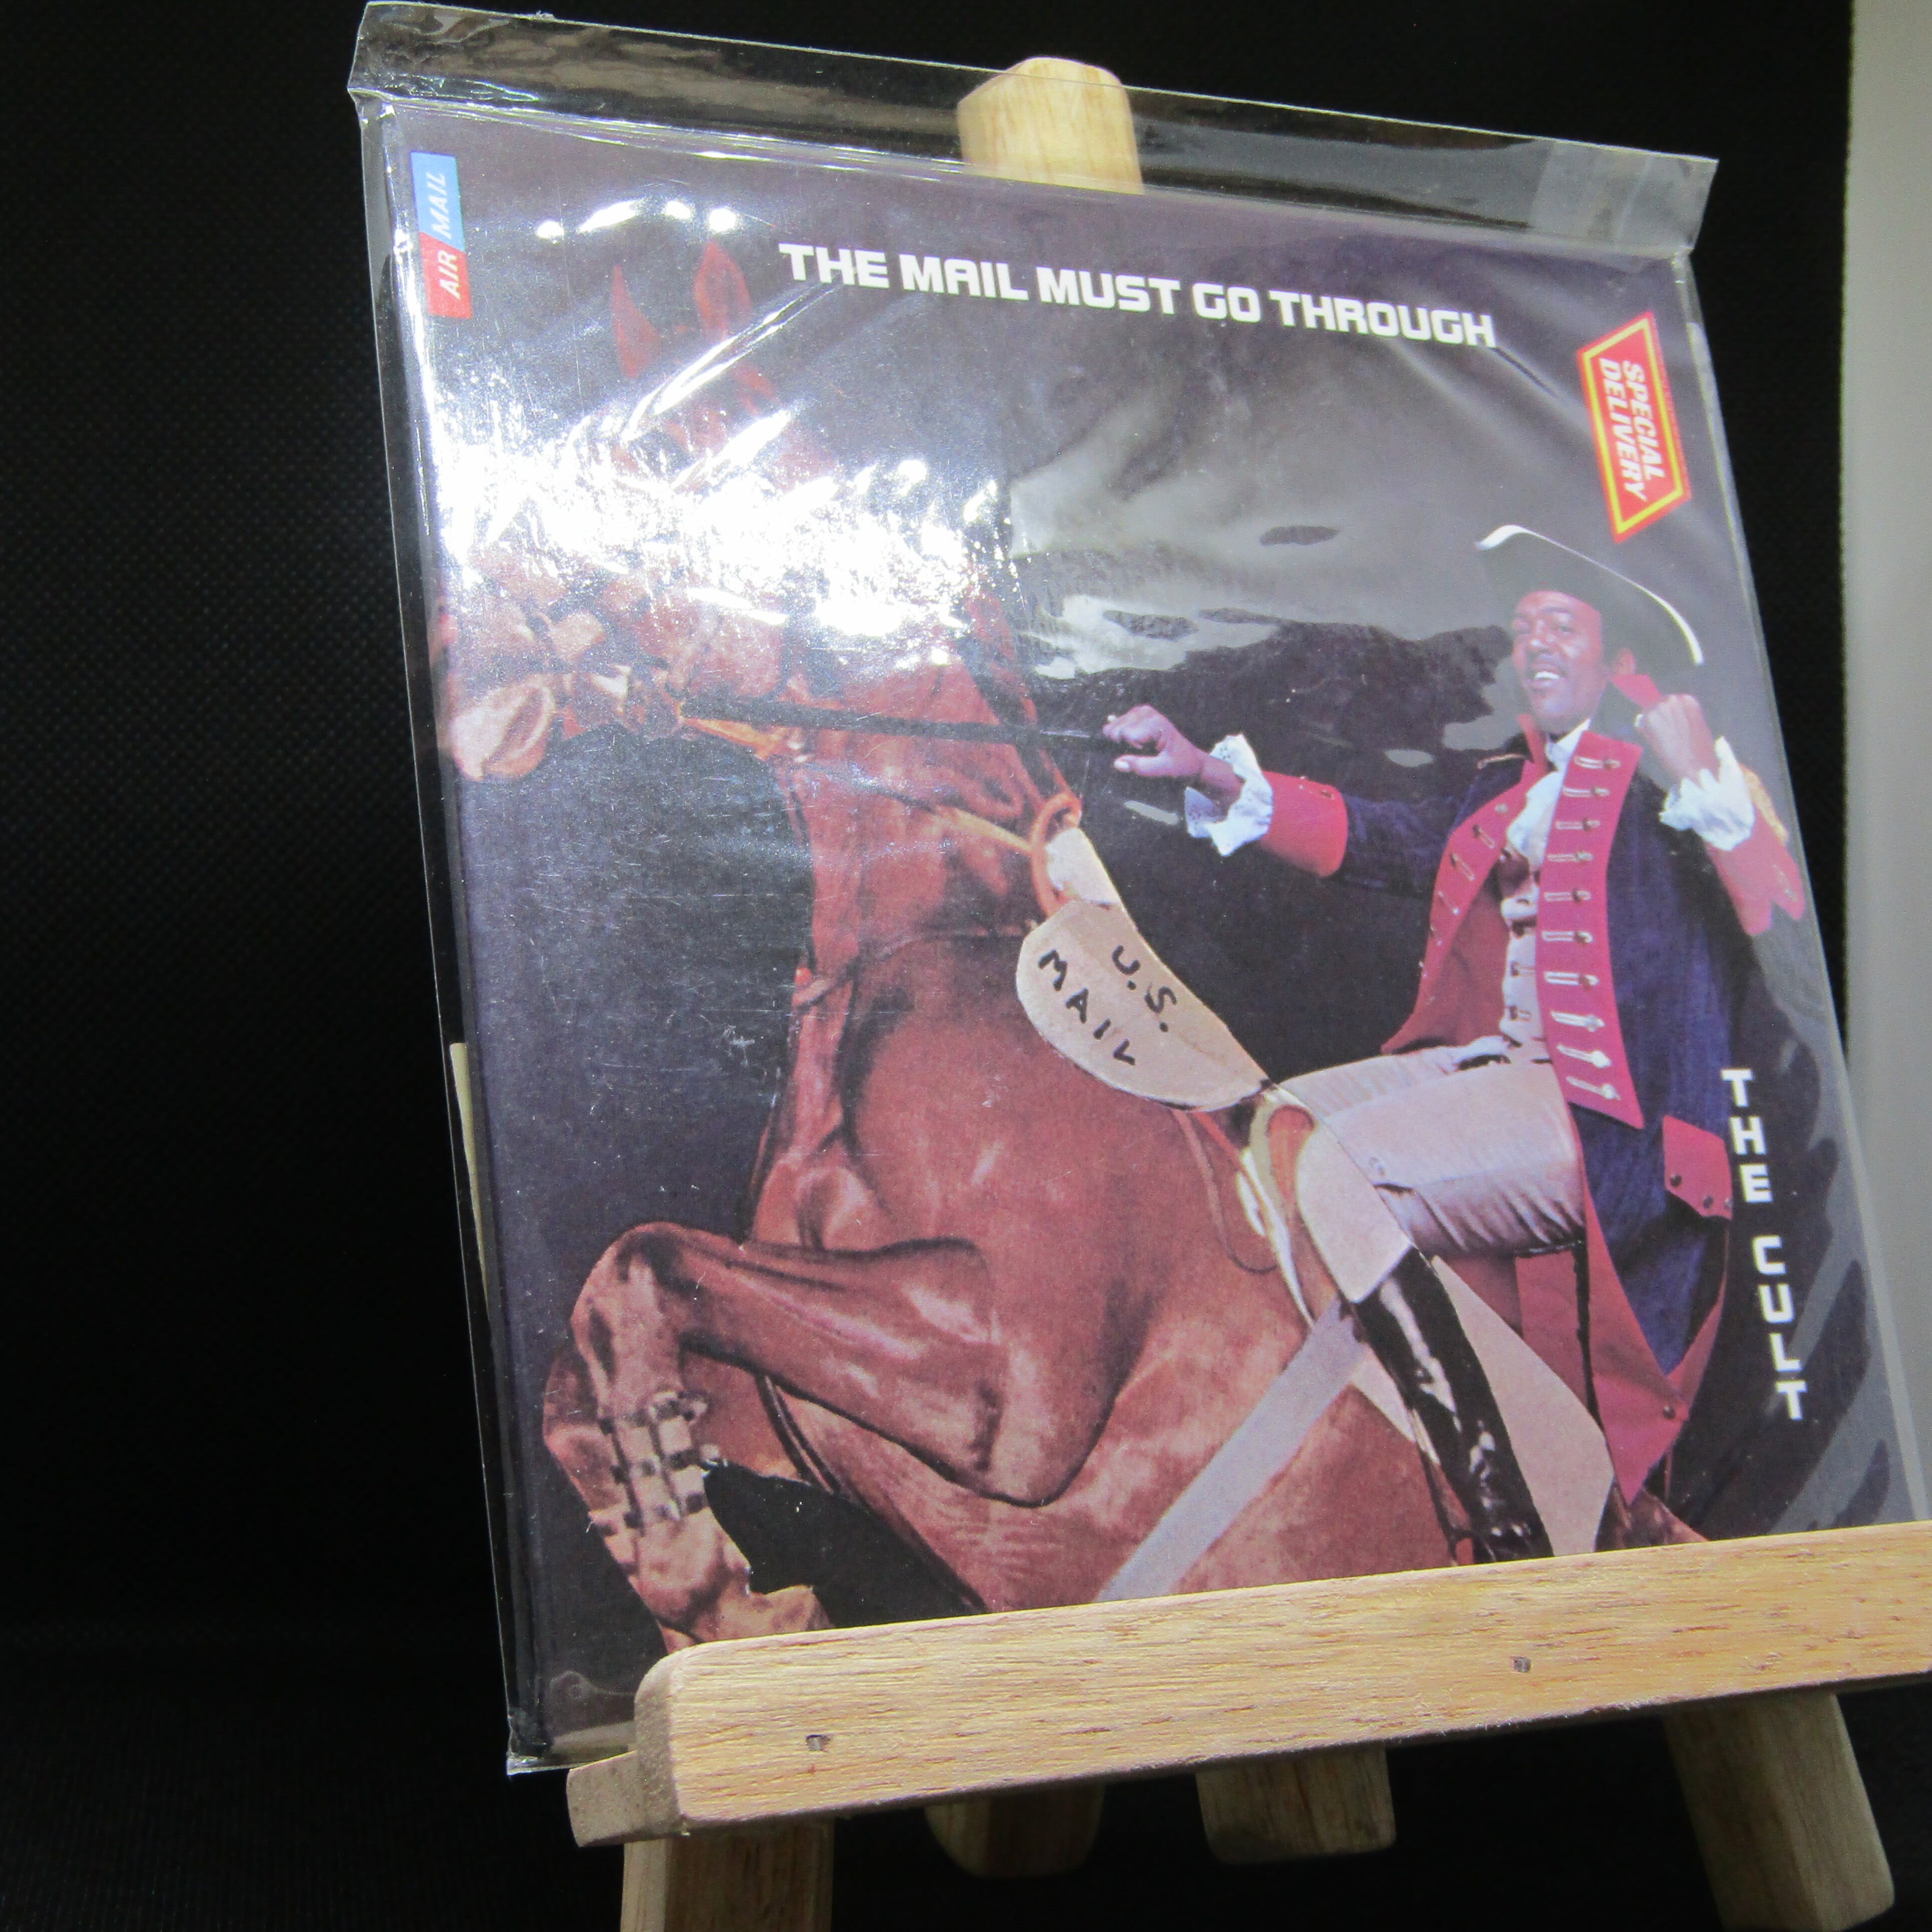 AIR MAIL
THE MAIL MUST GO THROUGH
SPECIAL
DELIVERY
U.S.
MAIL
THE CULT